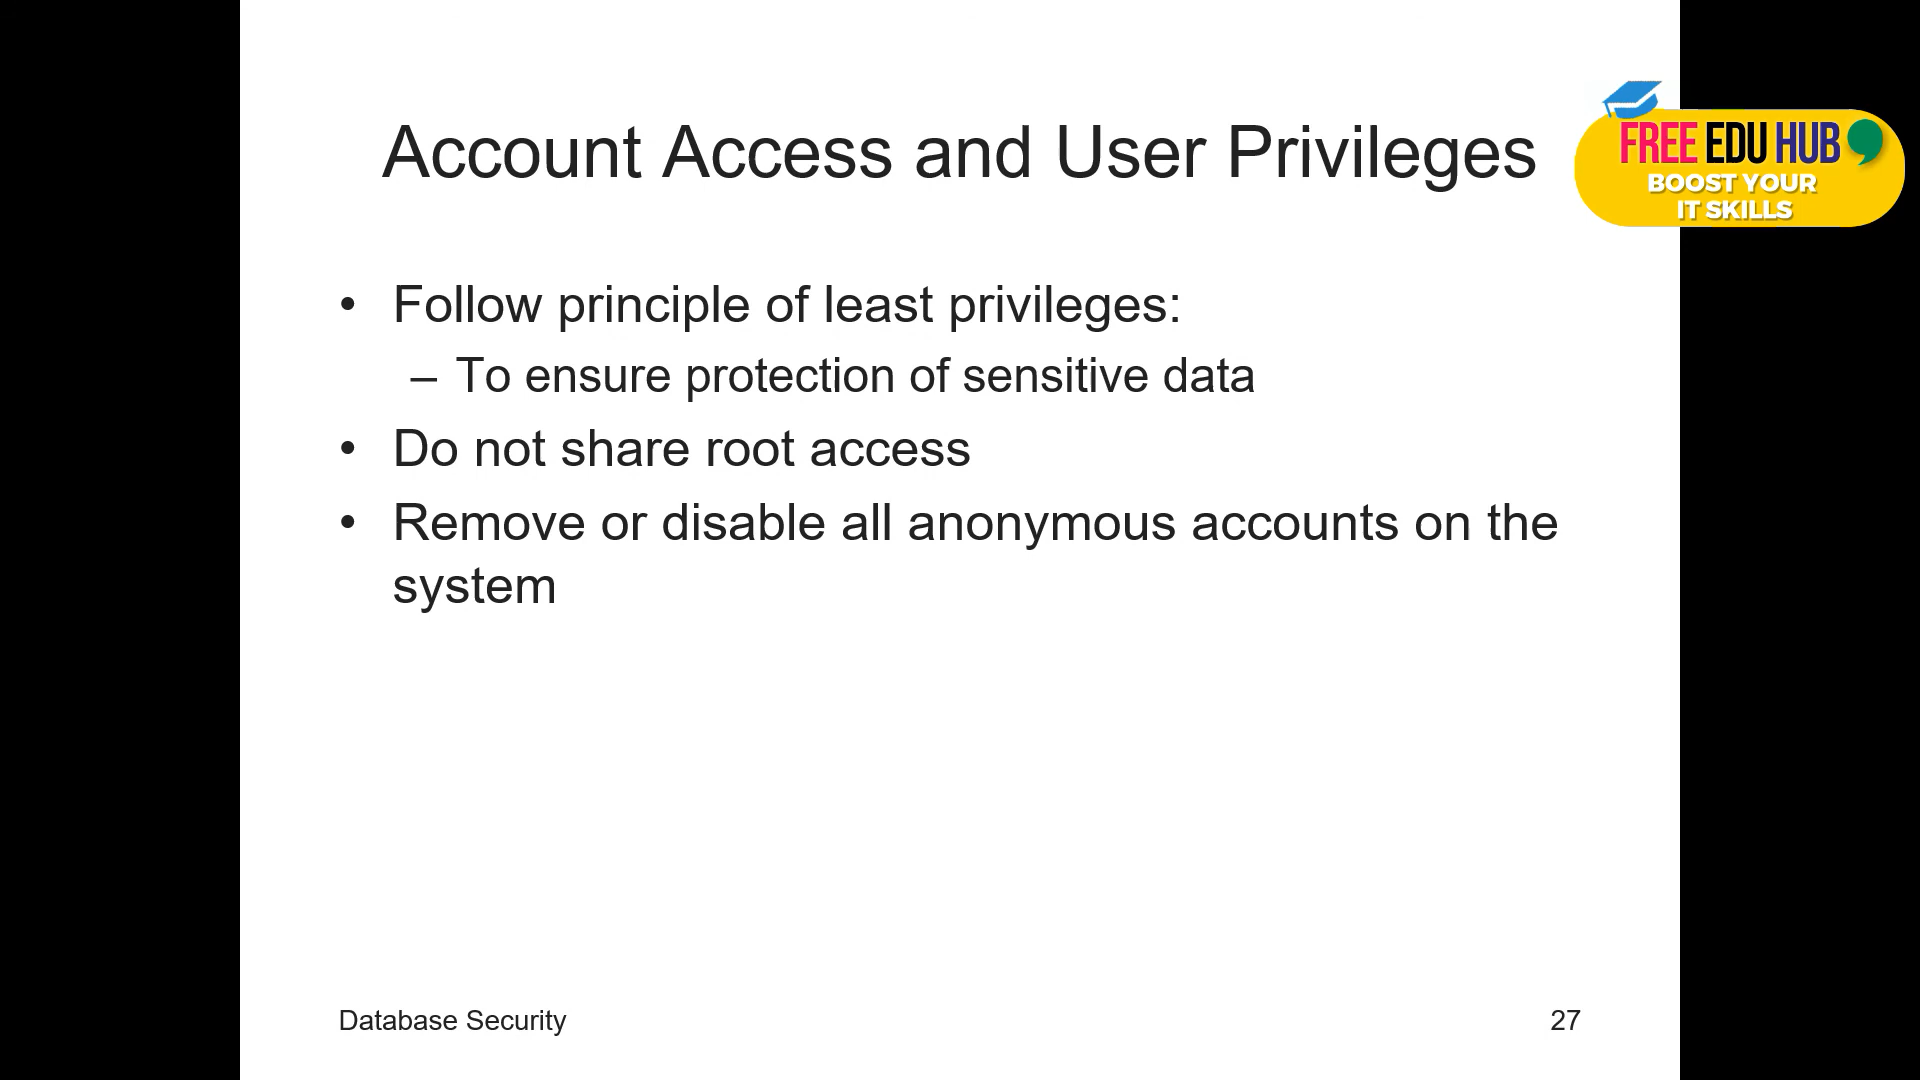 Account Access and User Privileges
FREE EDU HUB
BOOST YOUR
IT SKILLS
• Follow principle of least privileges:
– To ensure protection of sensitive data
• Do not share root access
• Remove or disable all anonymous accounts on the
system
Database Security
27